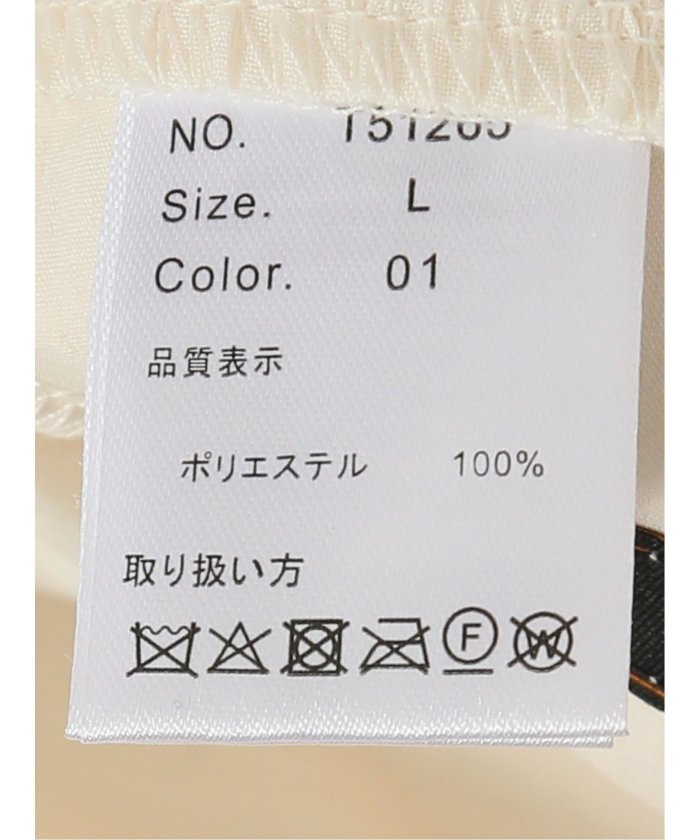 NO. 151265
Size. L
Color. 01
品質表示
ポリエステル 100%
取り扱い方
F W